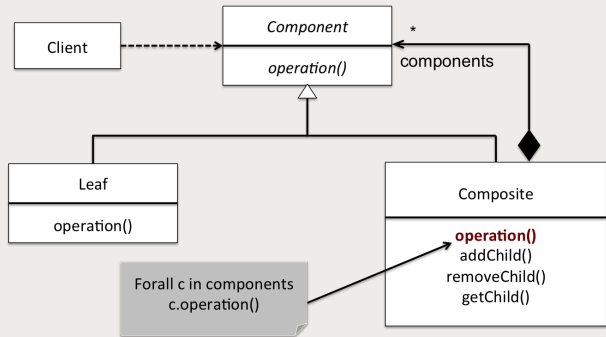 Client
Component
operation()
*
components
Leaf
operation()
Composite
operation()
addChild()
removeChild()
getChild()
Forall c in components
c.operation()